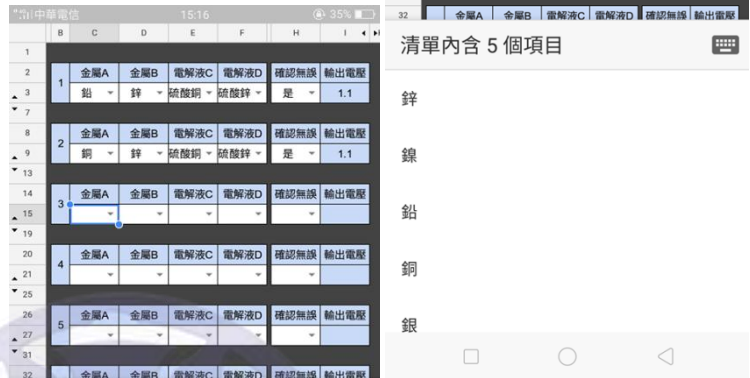 中華電信 15:16 35%
B C D E F H I
1
2 金屬A 金屬B 電解液C 電解液D 確認無誤 輸出電壓
1
3 鉛 鋅 硫酸銅 硫酸鋅 是 1.1
7
8 金屬A 金屬B 電解液C 電解液D 確認無誤 輸出電壓
2
9 銅 鋅 硫酸銅 硫酸鋅 是 1.1
13
14 金屬A 金屬B 電解液C 電解液D 確認無誤 輸出電壓
3
15
19
20 金屬A 金屬B 電解液C 電解液D 確認無誤 輸出電壓
4
21
25
26 金屬A 金屬B 電解液C 電解液D 確認無誤 輸出電壓
5
27
31
32 金屬A 金屬B 電解液C 電解液D 確認無誤 輸出電壓
32 金屬A 金屬B 電解液C 電解液D 確認無誤 輸出電壓
清單內含 5 個項目
鋅
鎳
鉛
銅
銀